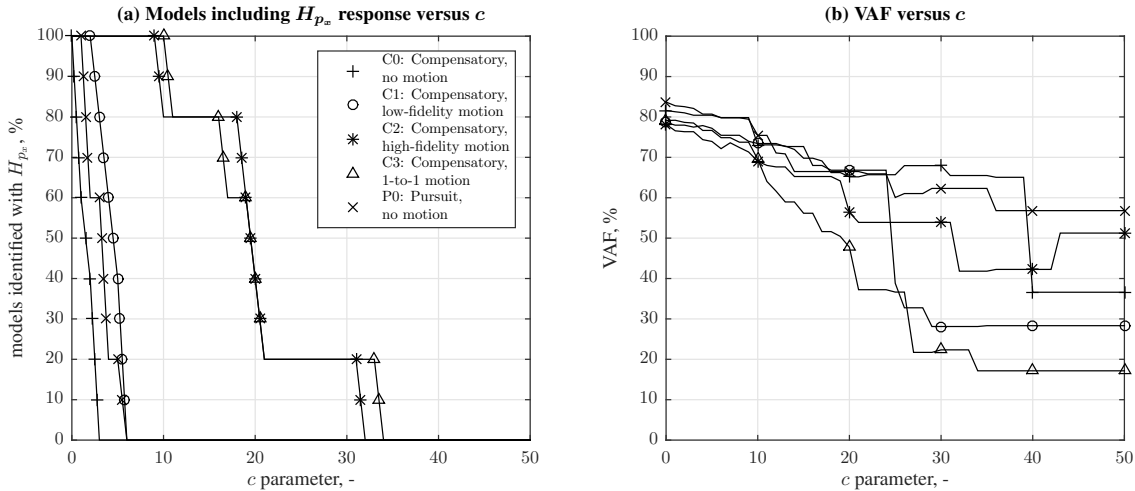 (a) Models including H_{p_x} response versus c
100
90
80
70
60
50
40
30
20
10
0
models identified with H_{p_x}, %
0 10 20 30 40 50
c parameter, -
C0: Compensatory,
no motion
C1: Compensatory,
low-fidelity motion
C2: Compensatory,
high-fidelity motion
C3: Compensatory,
1-to-1 motion
P0: Pursuit,
no motion
(b) VAF versus c
100
90
80
70
60
50
40
30
20
10
0
VAF, %
0 10 20 30 40 50
c parameter, -